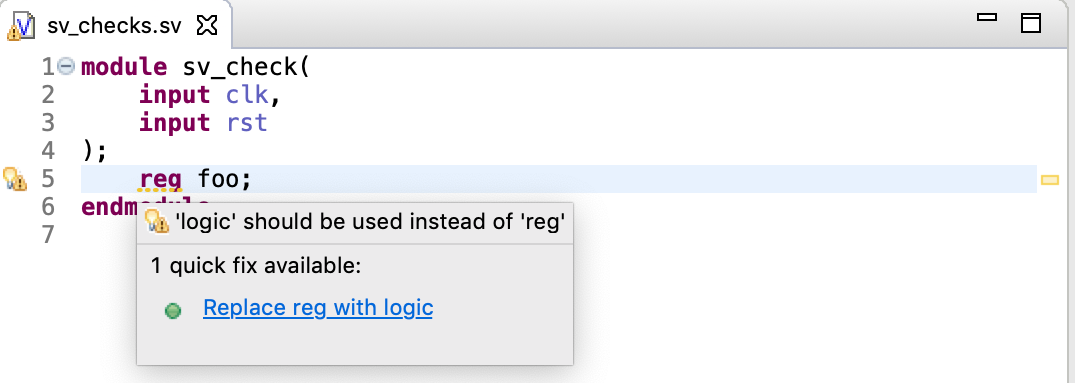 sv_checks.sv
1 module sv_check(
2 input clk,
3 input rst
4 );
5 reg foo;
6 endmodule
7
'logic' should be used instead of 'reg'
1 quick fix available:
Replace reg with logic